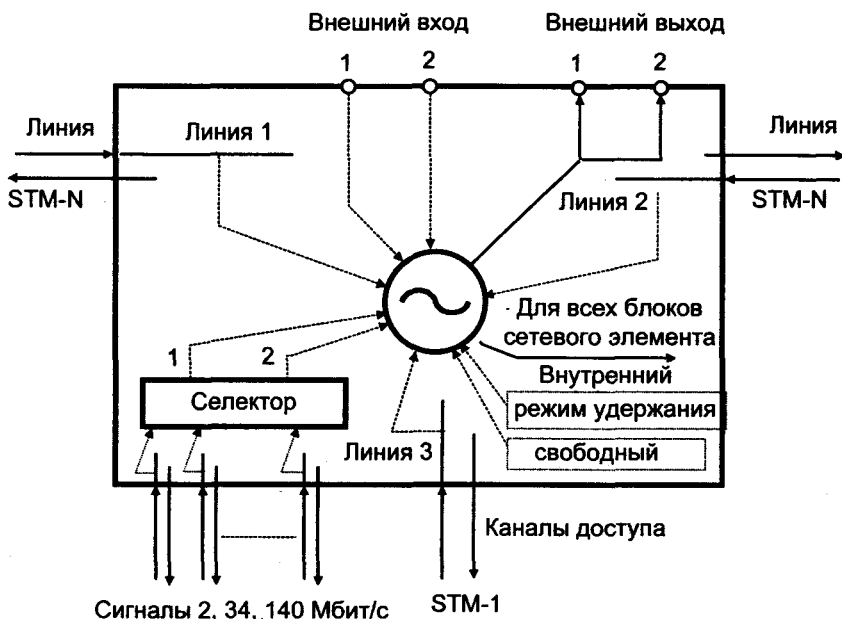 Внешний вход
Внешний выход
1 2
1 2
Линия
Линия 1
Линия
STM-N
Линия 2
STM-N
Для всех блоков
сетевого элемента
1 2
Внутренний
Селектор
режим удержания
Линия 3
свободный
Каналы доступа
Сигналы 2, 34, 140 Мбит/с
STM-1